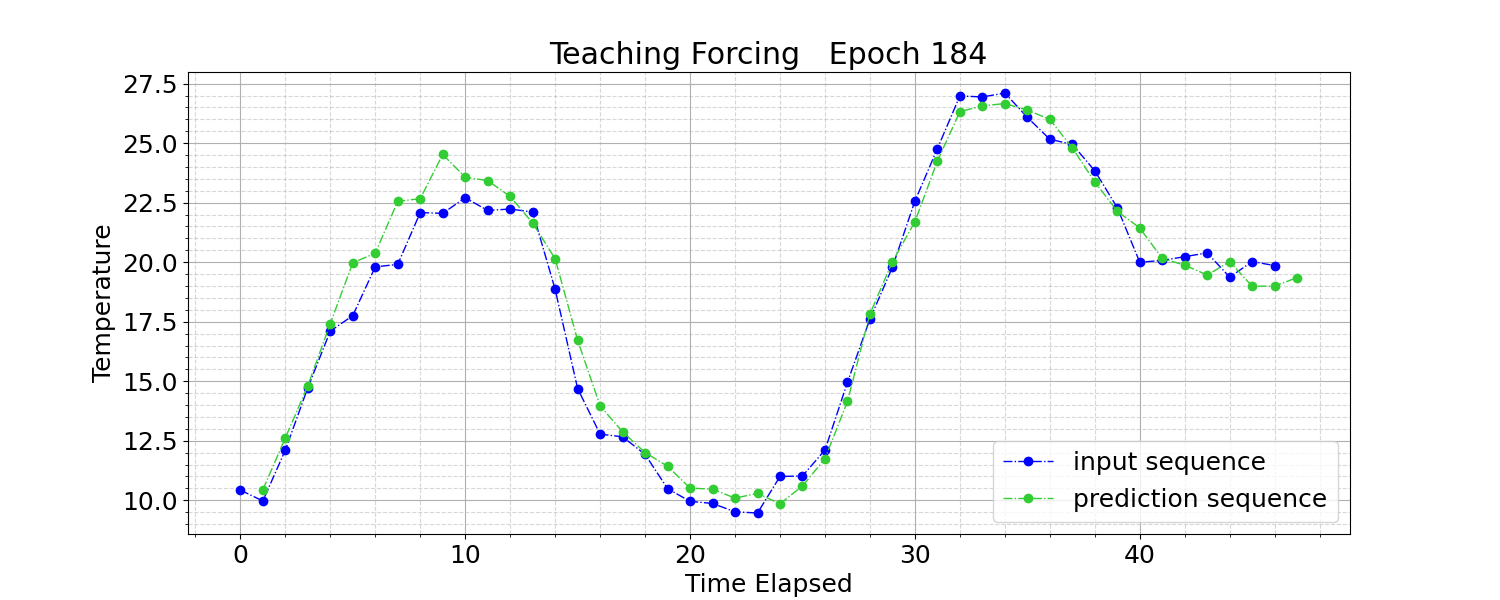 Teaching Forcing   Epoch 184
27.5
25.0
22.5
20.0
17.5
15.0
12.5
10.0
Temperature
input sequence
prediction sequence
0 10 20 30 40
Time Elapsed